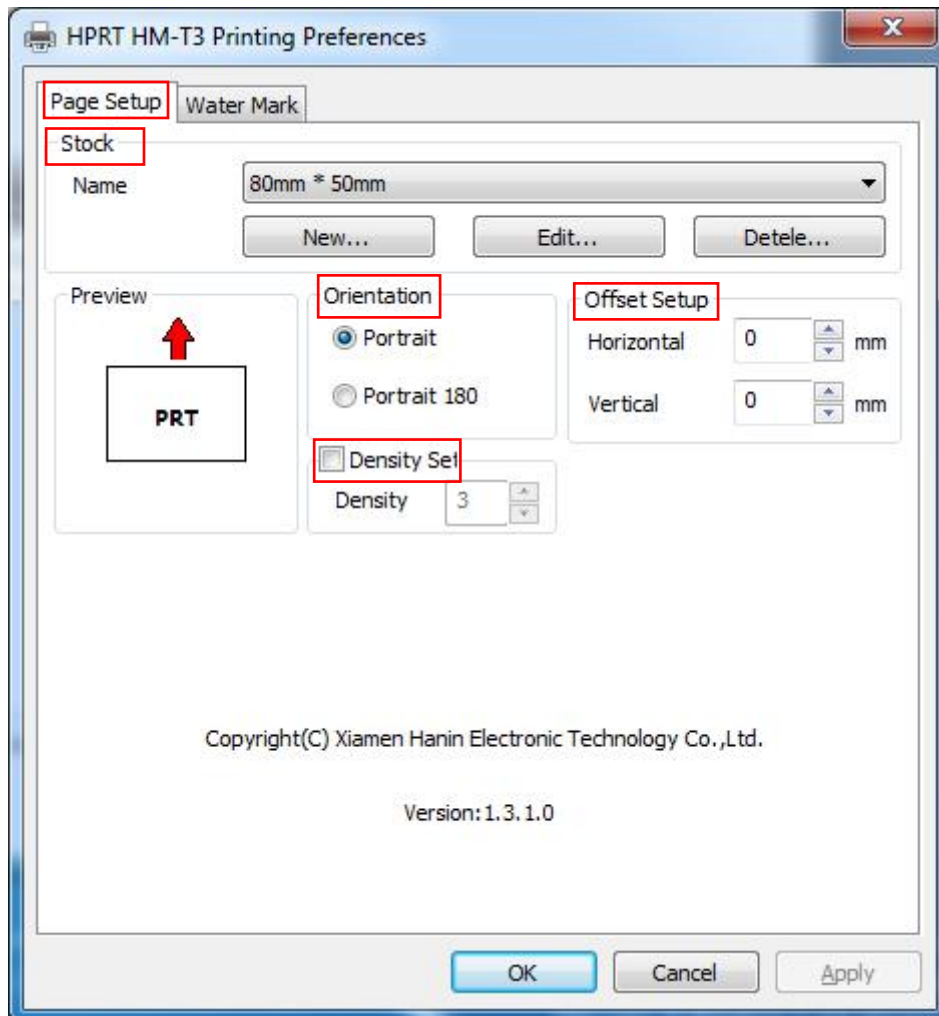 HPRT HM-T3 Printing Preferences
Page Setup
Water Mark
Stock
Name
80mm * 50mm
New...
Edit...
Detele...
Preview
PRT
Orientation
Portrait
Portrait 180
Offset Setup
Horizontal 0 mm
Vertical 0 mm
Density Set
Density 3
Copyright(C) Xiamen Hanin Electronic Technology Co.,Ltd.
Version:1.3.1.0
OK
Cancel
Apply